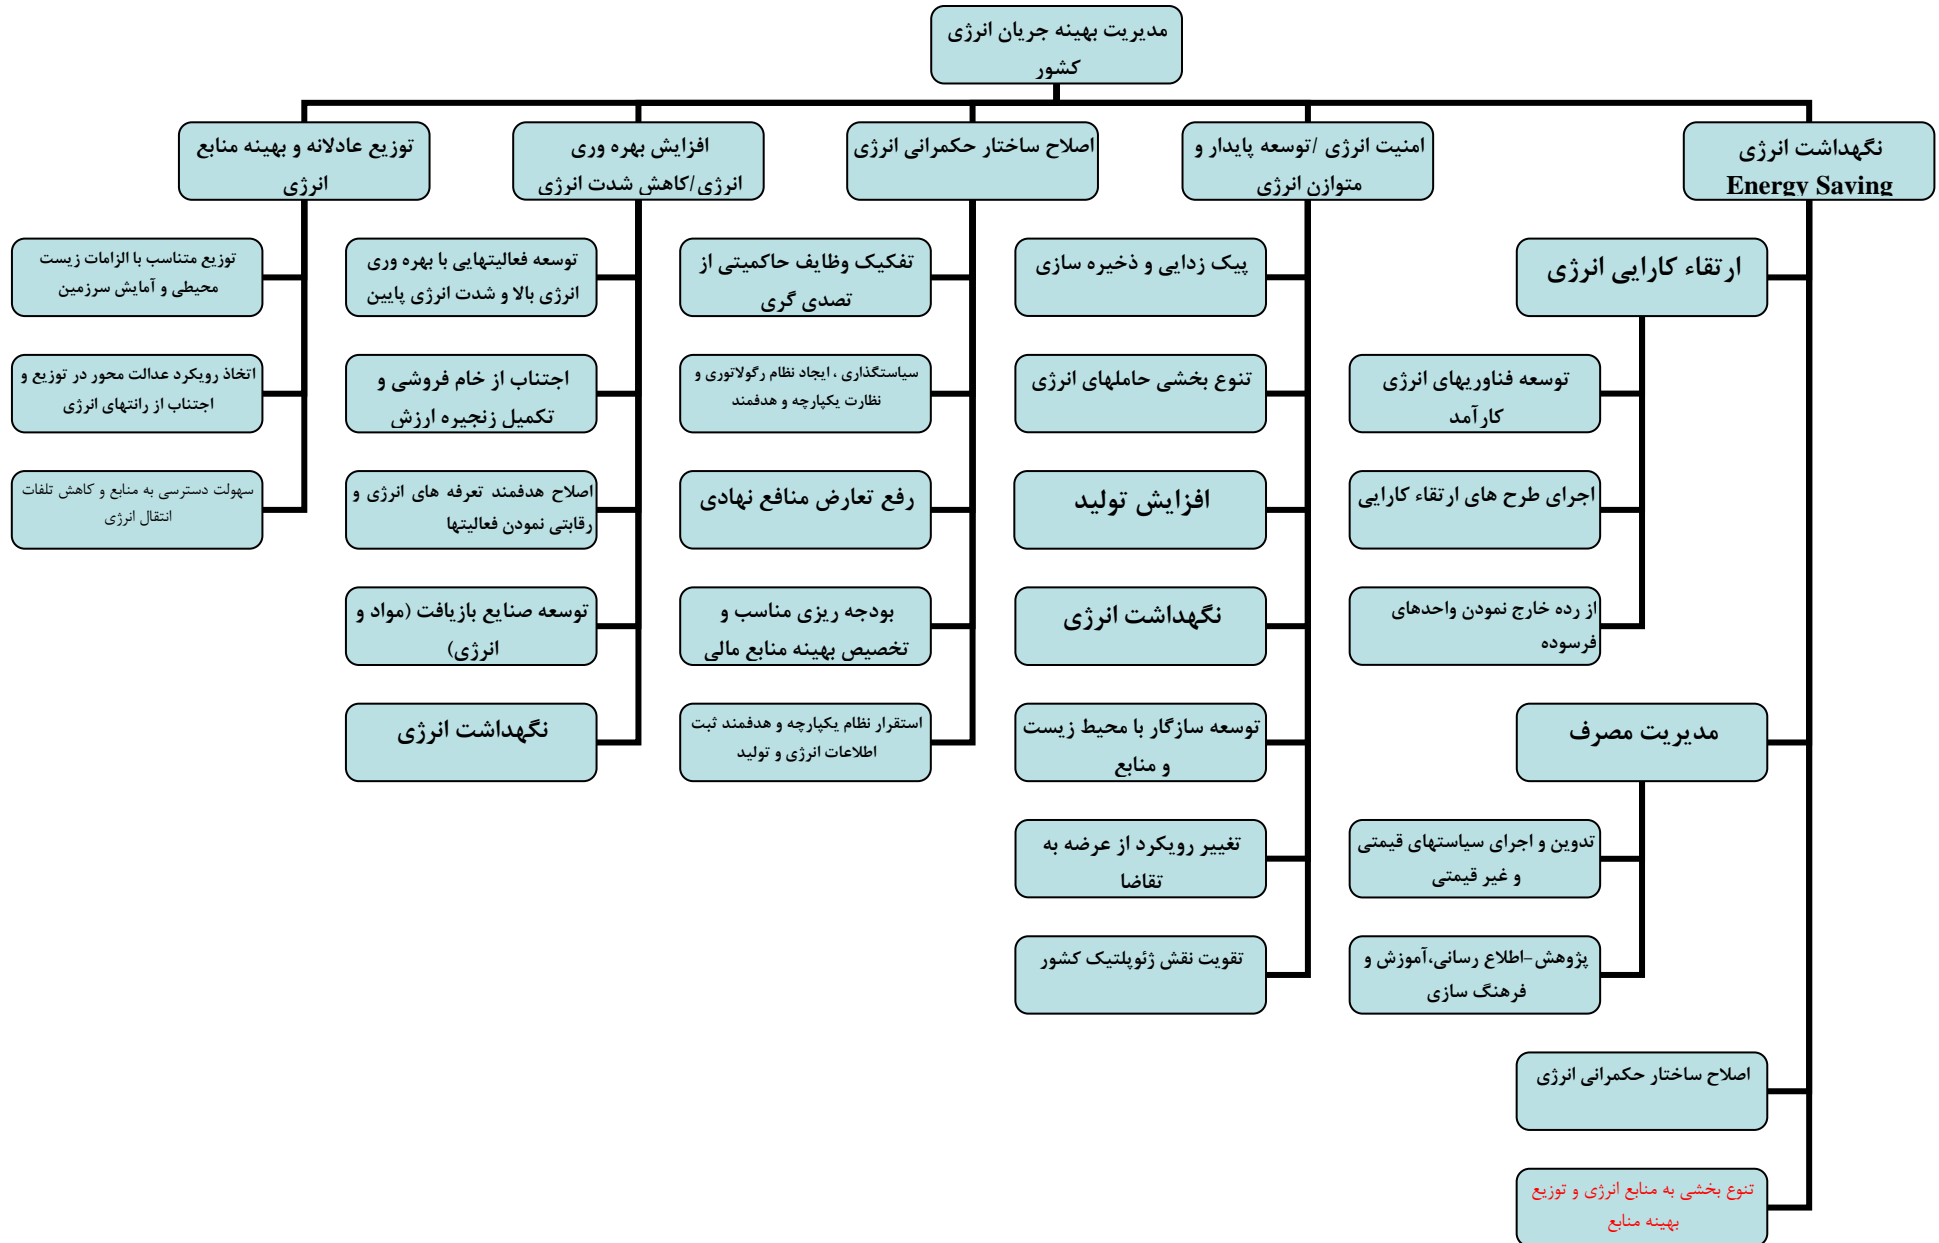 مدیریت بهینه جریان انرژی
کشور
نگهداشت انرژی
Energy Saving
ارتقاء کارایی انرژی
توسعه فناوریهای انرژی
کارآمد
اجرای طرح های ارتقاء کارایی
از رده خارج نمودن واحدهای
فرسوده
مدیریت مصرف
تدوین و اجرای سیاستهای قیمتی
و غیر قیمتی
پژوهش-اطلاع رسانی،آموزش و
فرهنگ سازی
اصلاح ساختار حکمرانی انرژی
تنوع بخشی به منابع انرژی و توزیع
بهینه منابع
امنیت انرژی /توسعه پایدار و
متوازن انرژی
پیک زدایی و ذخیره سازی
تنوع بخشی حاملهای انرژی
افزایش تولید
نگهداشت انرژی
توسعه سازگار با محیط زیست
و منابع
تغییر رویکرد از عرضه به
تقاضا
تقویت نقش ژئوپلتیک کشور
اصلاح ساختار حکمرانی انرژی
تفکیک وظایف حاکمیتی از
تصدی گری
سیاستگذاری ، ایجاد نظام رگولاتوری و
نظارت یکپارچه و هدفمند
رفع تعارض منافع نهادی
بودجه ریزی مناسب و
تخصیص بهینه منابع مالی
استقرار نظام یکپارچه و هدفمند ثبت
اطلاعات انرژی و تولید
افزایش بهره وری
انرژی/کاهش شدت انرژی
توسعه فعالیتهایی با بهره وری
انرژی بالا و شدت انرژی پایین
اجتناب از خام فروشی و
تکمیل زنجیره ارزش
اصلاح هدفمند تعرفه های انرژی و
رقابتی نمودن فعالیتها
توسعه صنایع بازیافت (مواد و
انرژی)
نگهداشت انرژی
توزیع عادلانه و بهینه منابع
انرژی
توزیع متناسب با الزامات زیست
محیطی و آمایش سرزمین
اتخاذ رویکرد عدالت محور در توزیع و
اجتناب از رانتهای انرژی
سهولت دسترسی به منابع و کاهش تلفات
انتقال انرژی